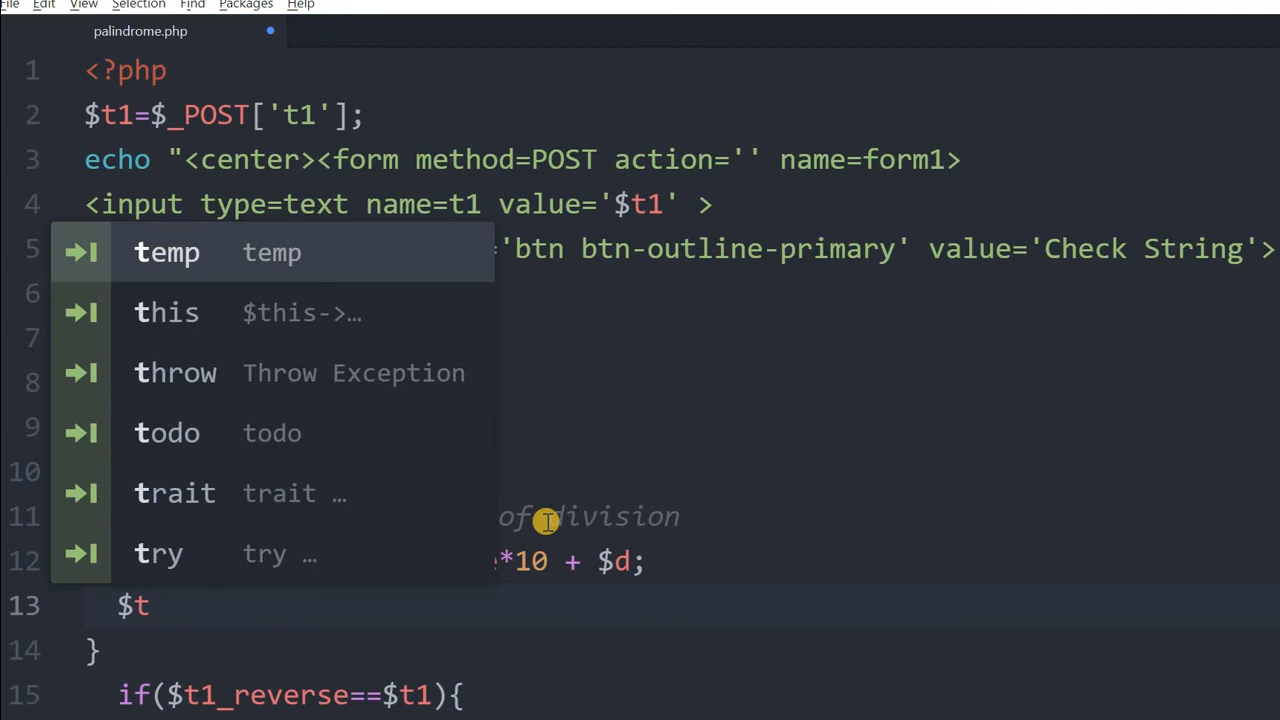 File Edit View Selection Find Packages Help
palindrome.php
1 <?php
2 $t1=$_POST['t1'];
3 echo "<center><form method=POST action='' name=form1>
4 <input type=text name=t1 value='$t1' >
5 ='btn btn-outline-primary' value='Check String'>
6
7
8
9
10
11 of division
12 e*10 + $d;
temp temp
this $this->…
throw Throw Exception
todo todo
trait trait …
try try …
13 $t
14 }
15 if($t1_reverse==$t1){